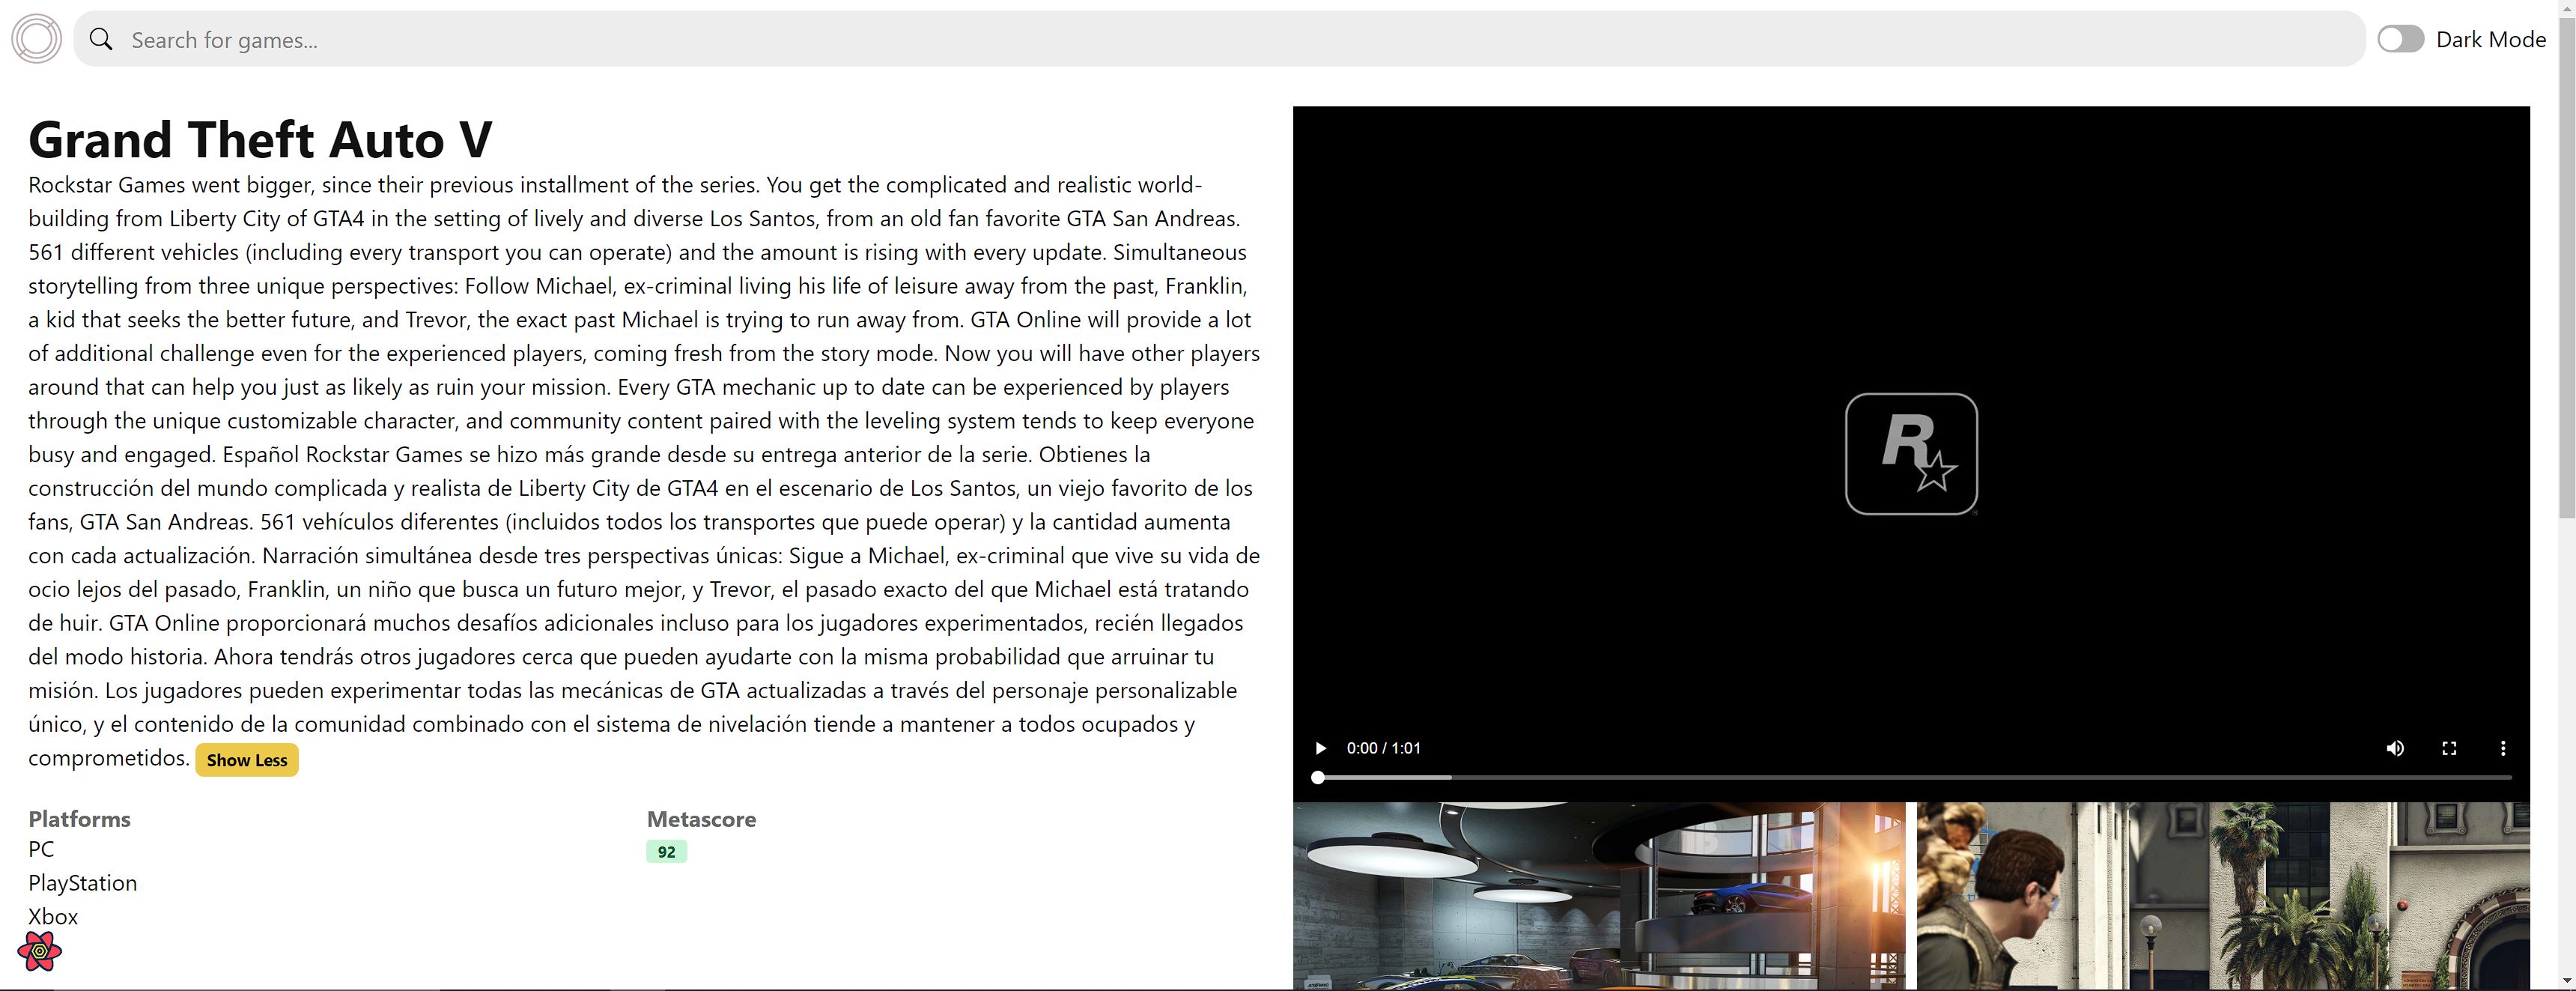 Search for games...
Dark Mode
Grand Theft Auto V
Rockstar Games went bigger, since their previous installment of the series. You get the complicated and realistic world-
building from Liberty City of GTA4 in the setting of lively and diverse Los Santos, from an old fan favorite GTA San Andreas.
561 different vehicles (including every transport you can operate) and the amount is rising with every update. Simultaneous
storytelling from three unique perspectives: Follow Michael, ex-criminal living his life of leisure away from the past, Franklin,
a kid that seeks the better future, and Trevor, the exact past Michael is trying to run away from. GTA Online will provide a lot
of additional challenge even for the experienced players, coming fresh from the story mode. Now you will have other players
around that can help you just as likely as ruin your mission. Every GTA mechanic up to date can be experienced by players
through the unique customizable character, and community content paired with the leveling system tends to keep everyone
busy and engaged. Español Rockstar Games se hizo más grande desde su entrega anterior de la serie. Obtienes la
construcción del mundo complicada y realista de Liberty City de GTA4 en el escenario de Los Santos, un viejo favorito de los
fans, GTA San Andreas. 561 vehículos diferentes (incluidos todos los transportes que puede operar) y la cantidad aumenta
con cada actualización. Narración simultánea desde tres perspectivas únicas: Sigue a Michael, ex-criminal que vive su vida de
ocio lejos del pasado, Franklin, un niño que busca un futuro mejor, y Trevor, el pasado exacto del que Michael está tratando
de huir. GTA Online proporcionará muchos desafíos adicionales incluso para los jugadores experimentados, recién llegados
del modo historia. Ahora tendrás otros jugadores cerca que pueden ayudarte con la misma probabilidad que arruinar tu
misión. Los jugadores pueden experimentar todas las mecánicas de GTA actualizadas a través del personaje personalizable
único, y el contenido de la comunidad combinado con el sistema de nivelación tiende a mantener a todos ocupados y
comprometidos. Show Less
Platforms
PC
PlayStation
Xbox
Metascore
92
R
0:00 / 1:01